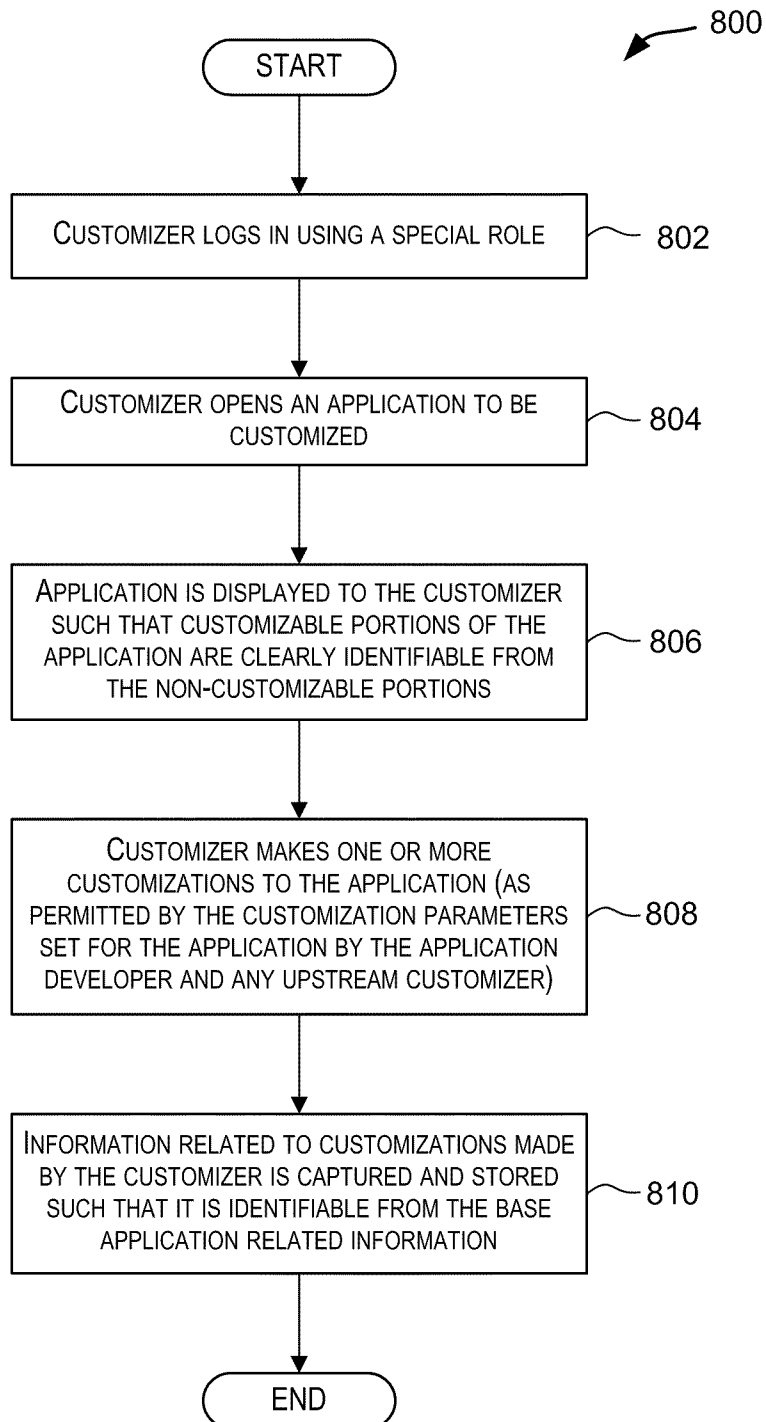 800
START
CUSTOMIZER LOGS IN USING A SPECIAL ROLE
802
CUSTOMIZER OPENS AN APPLICATION TO BE
CUSTOMIZED
804
APPLICATION IS DISPLAYED TO THE CUSTOMIZER
SUCH THAT CUSTOMIZABLE PORTIONS OF THE
APPLICATION ARE CLEARLY IDENTIFIABLE FROM
THE NON-CUSTOMIZABLE PORTIONS
806
CUSTOMIZER MAKES ONE OR MORE
CUSTOMIZATIONS TO THE APPLICATION (AS
PERMITTED BY THE CUSTOMIZATION PARAMETERS
SET FOR THE APPLICATION BY THE APPLICATION
DEVELOPER AND ANY UPSTREAM CUSTOMIZER)
808
INFORMATION RELATED TO CUSTOMIZATIONS MADE
BY THE CUSTOMIZER IS CAPTURED AND STORED
SUCH THAT IT IS IDENTIFIABLE FROM THE BASE
APPLICATION RELATED INFORMATION
810
END